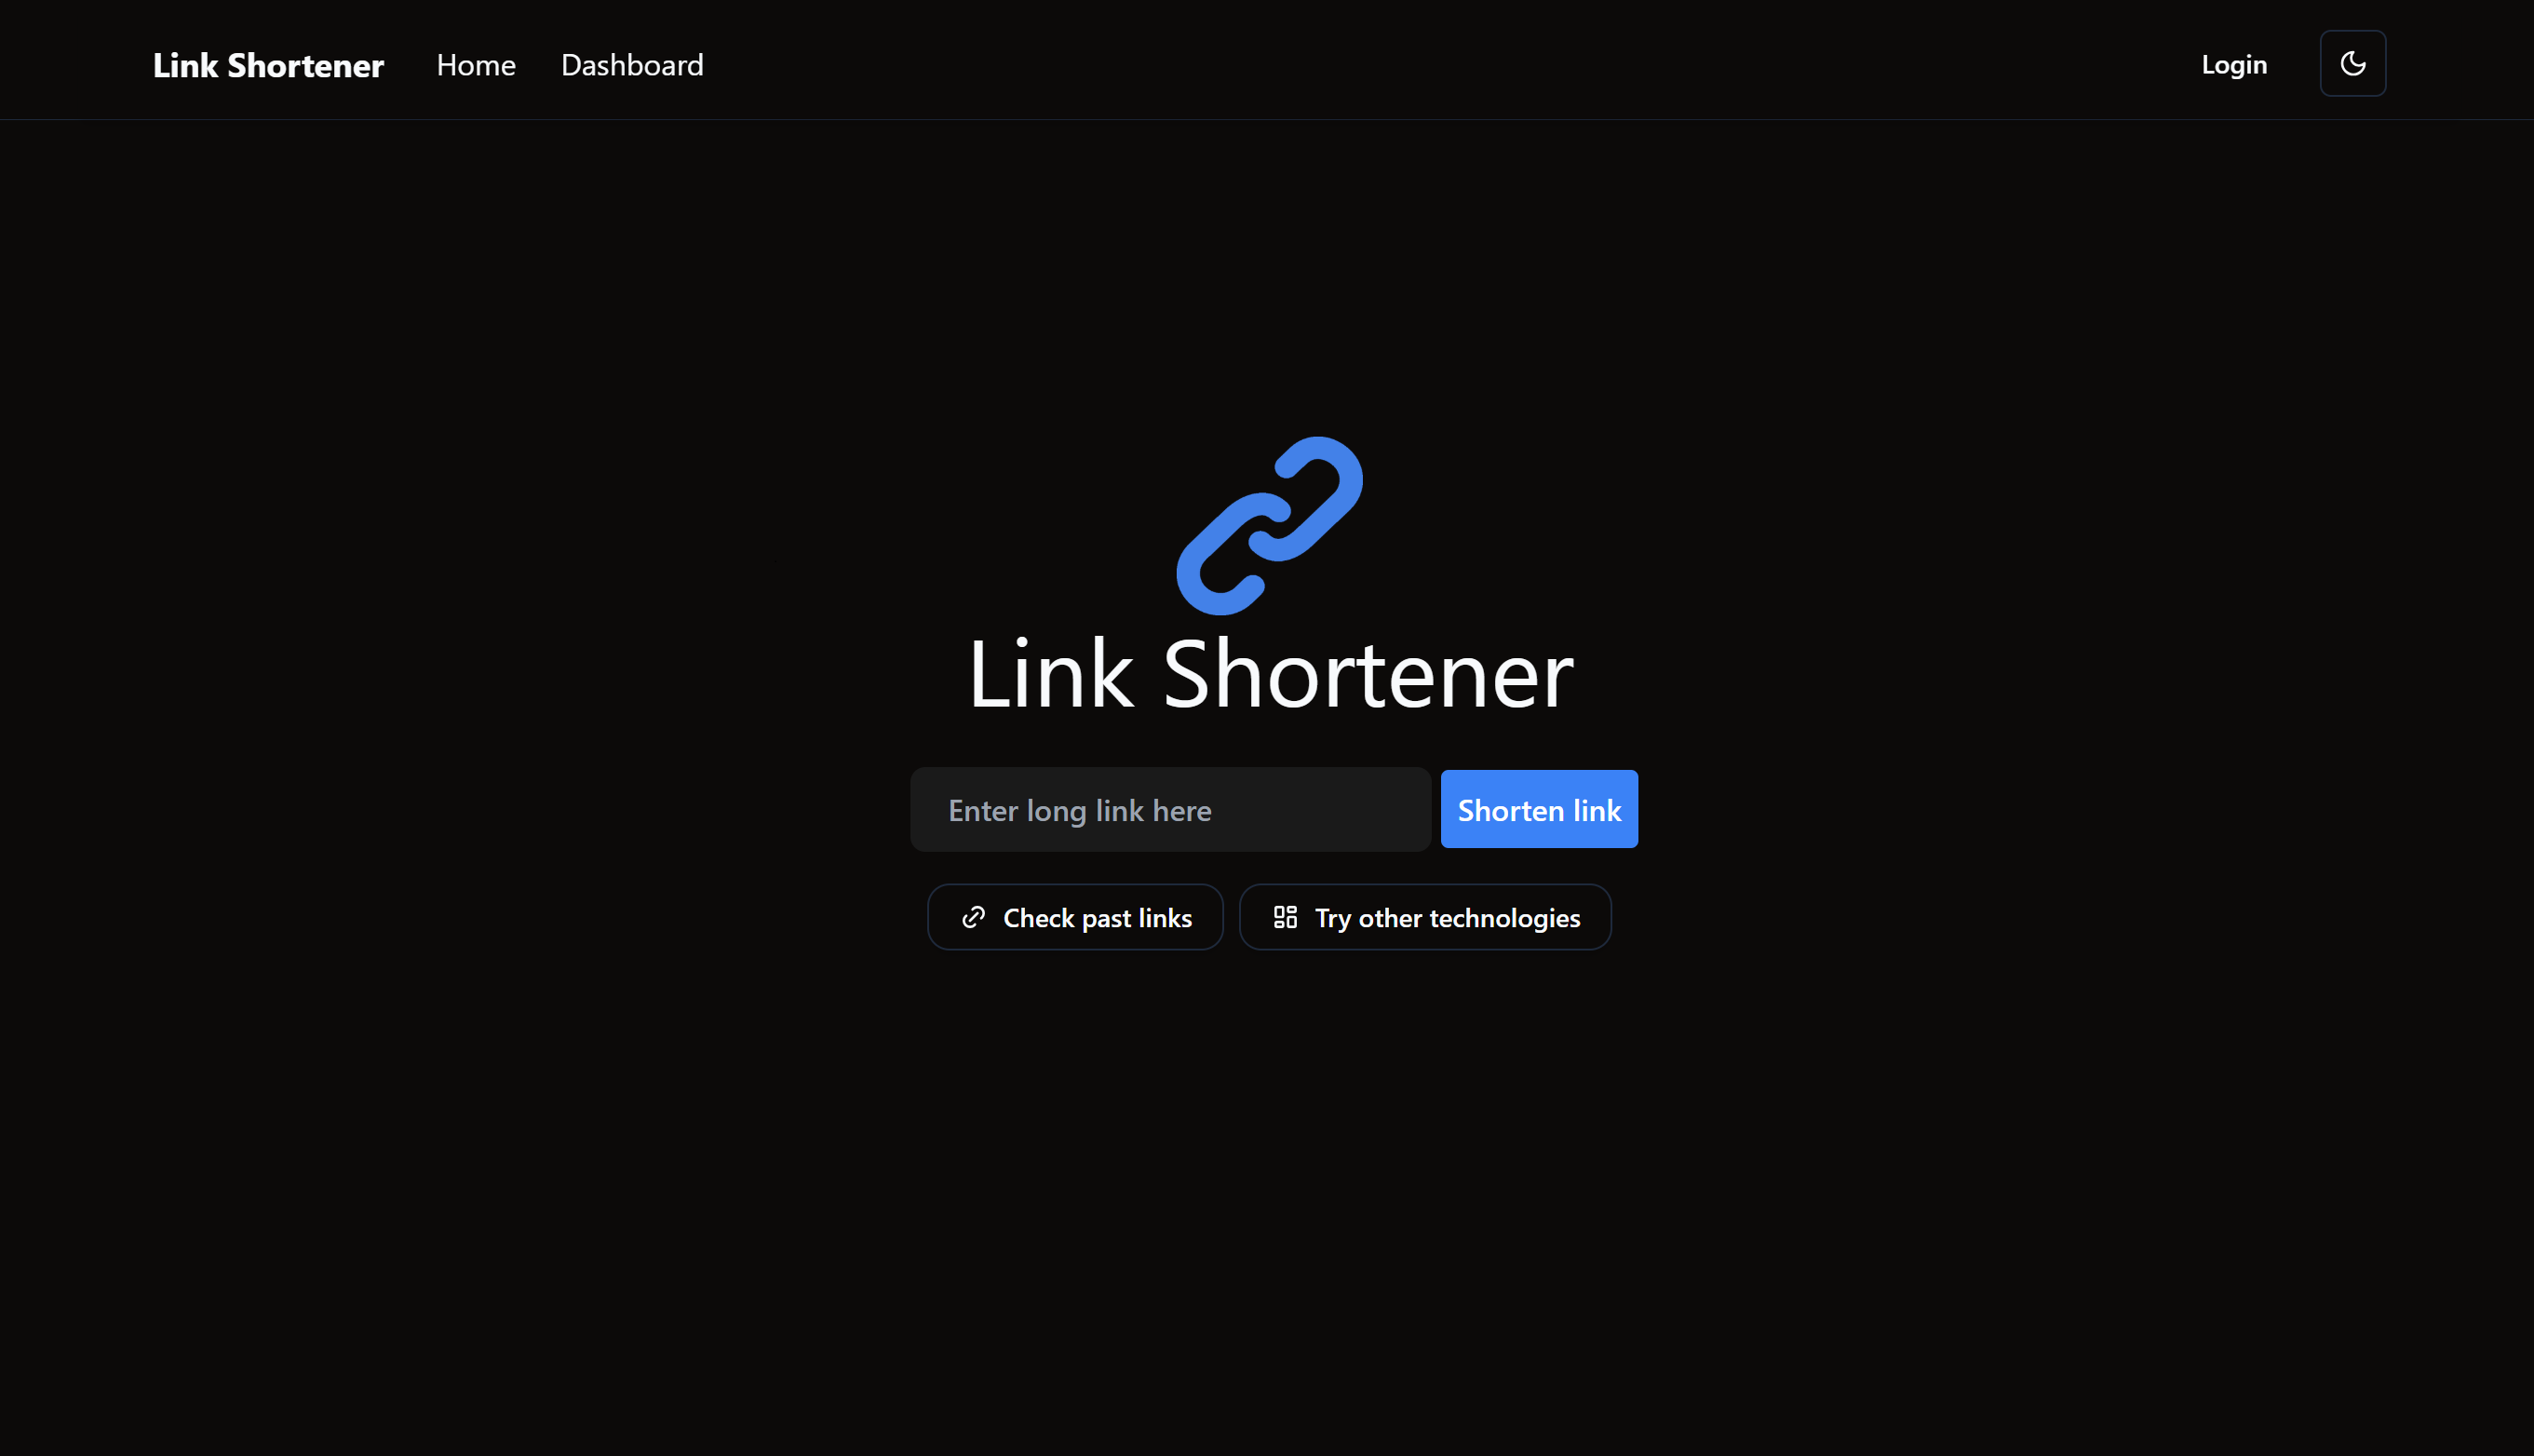 Link Shortener Home Dashboard Login
Link Shortener
Enter long link here Shorten link
Check past links Try other technologies